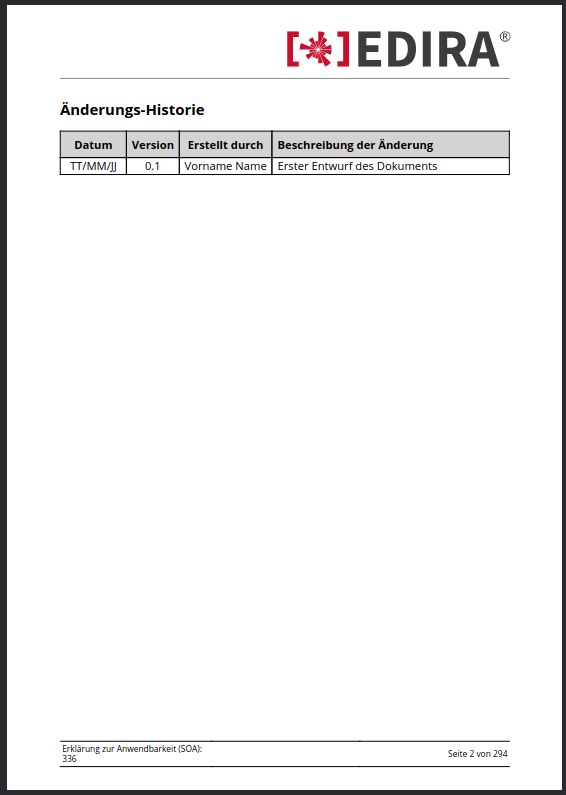 [*]EDIRA®
Änderungs-Historie
Datum Version Erstellt durch Beschreibung der Änderung
TT/MM/JJ 0.1 Vorname Name Erster Entwurf des Dokuments
Erklärung zur Anwendbarkeit (SOA):
336
Seite 2 von 294